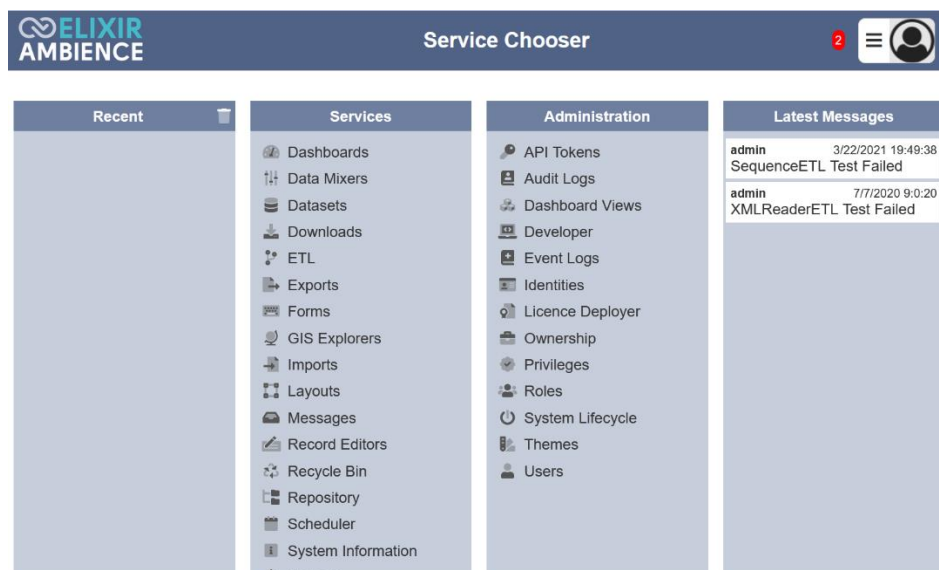 ELIXIR
AMBIENCE
Service Chooser
2
Recent
Services
Dashboards
Data Mixers
Datasets
Downloads
ETL
Exports
Forms
GIS Explorers
Imports
Layouts
Messages
Record Editors
Recycle Bin
Repository
Scheduler
System Information
Administration
API Tokens
Audit Logs
Dashboard Views
Developer
Event Logs
Identities
Licence Deployer
Ownership
Privileges
Roles
System Lifecycle
Themes
Users
Latest Messages
admin 3/22/2021 19:49:38
SequenceETL Test Failed
admin 7/7/2020 9:0:20
XMLReaderETL Test Failed